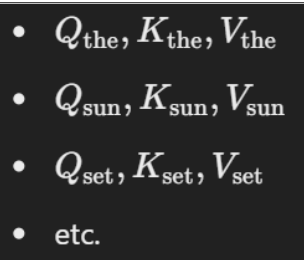 • Q_the, K_the, V_the
• Q_sun, K_sun, V_sun
• Q_set, K_set, V_set
• etc.